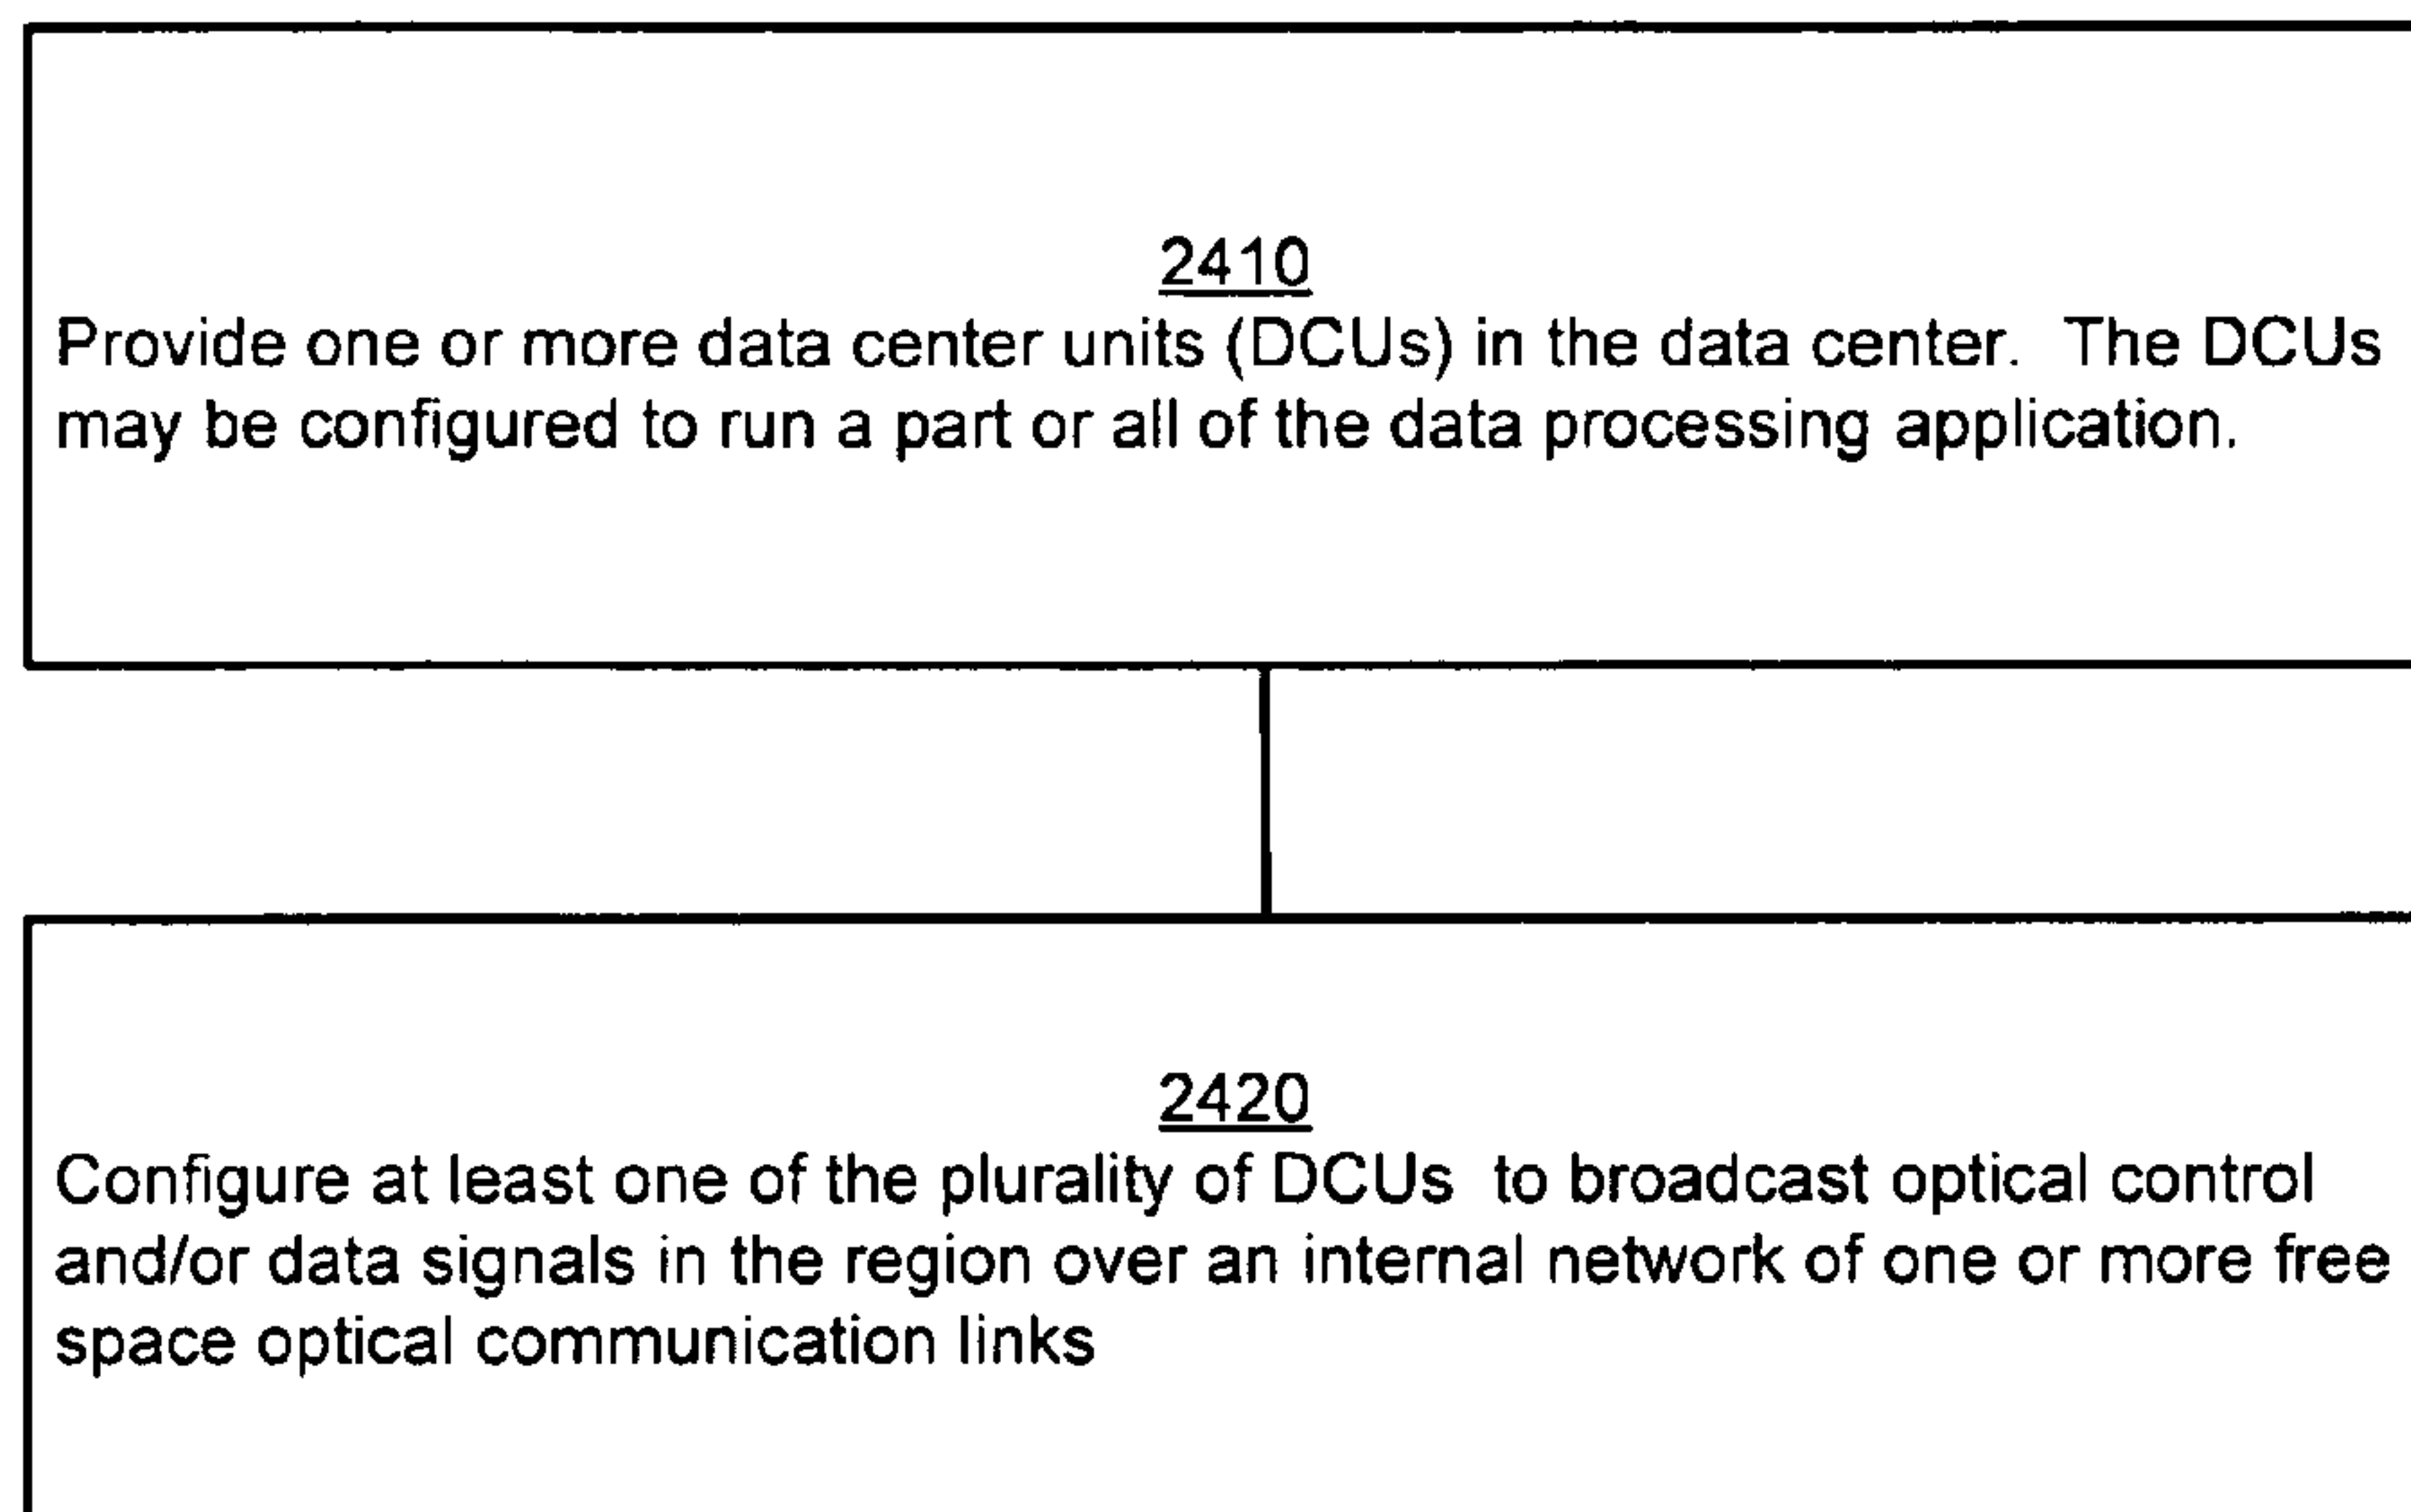 2410
Provide one or more data center units (DCUs) in the data center. The DCUs
may be configured to run a part or all of the data processing application.
2420
Configure at least one of the plurality of DCUs to broadcast optical control
and/or data signals in the region over an internal network of one or more free
space optical communication links